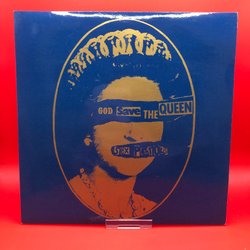 GOD Save THE QUEEN
SEX PISTOLS